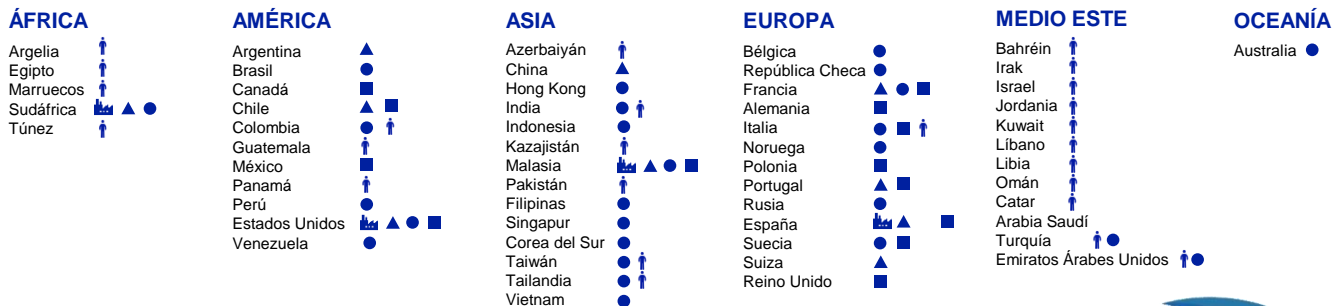 ÁFRICA
Argelia
Egipto
Marruecos
Sudáfrica
Túnez
AMÉRICA
Argentina
Brasil
Canadá
Chile
Colombia
Guatemala
México
Panamá
Perú
Estados Unidos
Venezuela
ASIA
Azerbaiyán
China
Hong Kong
India
Indonesia
Kazajistán
Malasia
Pakistán
Filipinas
Singapur
Corea del Sur
Taiwán
Tailandia
Vietnam
EUROPA
Bélgica
República Checa
Francia
Alemania
Italia
Noruega
Polonia
Portugal
Rusia
España
Suecia
Suiza
Reino Unido
MEDIO ESTE
Bahréin
Irak
Israel
Jordania
Kuwait
Líbano
Libia
Omán
Catar
Arabia Saudí
Turquía
Emiratos Árabes Unidos
OCEANÍA
Australia